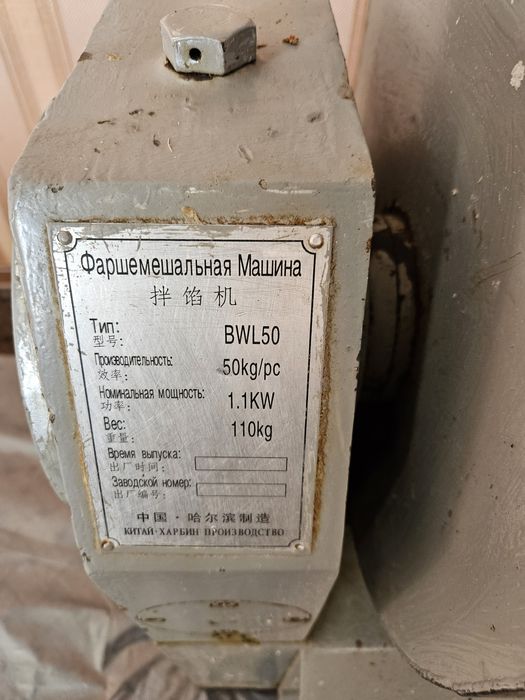 Фаршемешальная Машина
拌馅机
Тип: BWL50
型号:
Производительность: 50kg/pc
效率:
Номинальная мощность: 1.1KW
功率:
Вес: 110kg
重量:
Время выпуска:
出厂时间:
Заводской номер:
出厂编号:
中国·哈尔滨制造
КИТАЙ·ХАРБИН ПРОИЗВОДСТВО